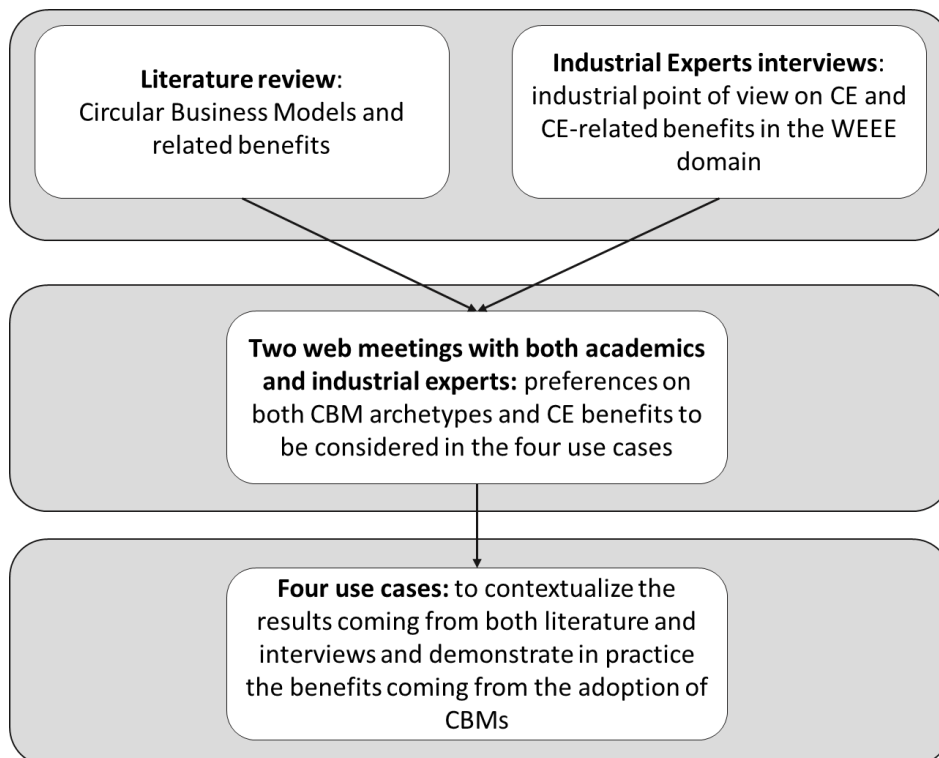 Literature review:
Circular Business Models and
related benefits
Industrial Experts interviews:
industrial point of view on CE and
CE-related benefits in the WEEE
domain
Two web meetings with both academics
and industrial experts: preferences on
both CBM archetypes and CE benefits to
be considered in the four use cases
Four use cases: to contextualize the
results coming from both literature and
interviews and demonstrate in practice
the benefits coming from the adoption of
CBMs